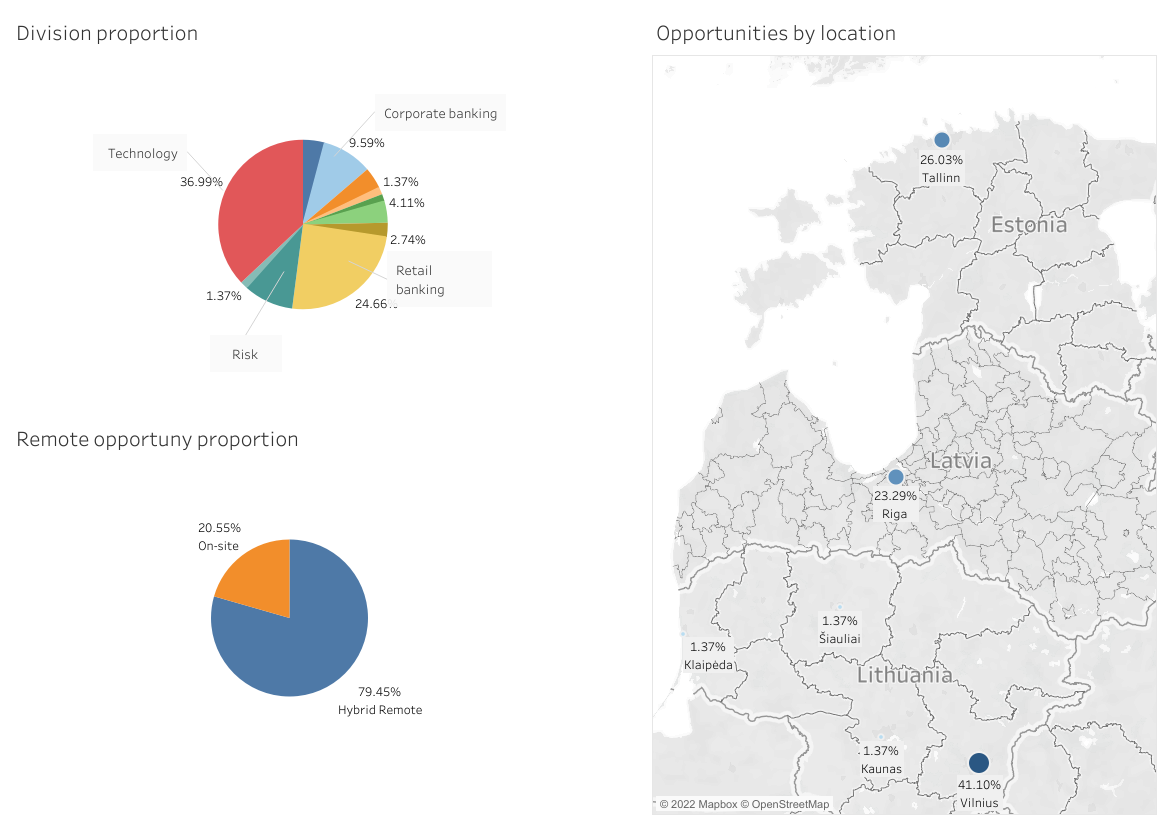 Division proportion
Corporate banking
9.59%
Technology
36.99%
1.37%
4.11%
2.74%
Retail
banking
24.66..
1.37%
Risk
Remote opportuny proportion
20.55%
On-site
79.45%
Hybrid Remote
Opportunities by location
26.03%
Tallinn
Estonia
Latvia
23.29%
Riga
1.37%
Šiauliai
1.37%
Klaipėda
Lithuania
1.37%
Kaunas
41.10%
Vilnius
© 2022 Mapbox © OpenStreetMap